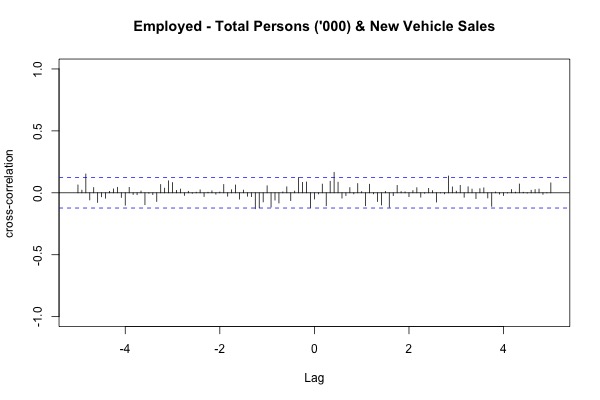 Employed - Total Persons ('000) & New Vehicle Sales
1.0
0.5
0.0
-0.5
-1.0
cross-correlation
-4 -2 0 2 4
Lag